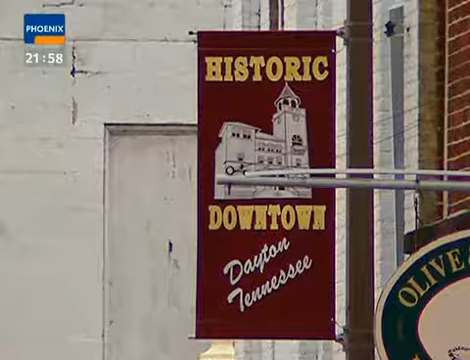 PHOENIX
21:58
HISTORIC
DOWNTOWN
Dayton
Tennessee
OLIVE